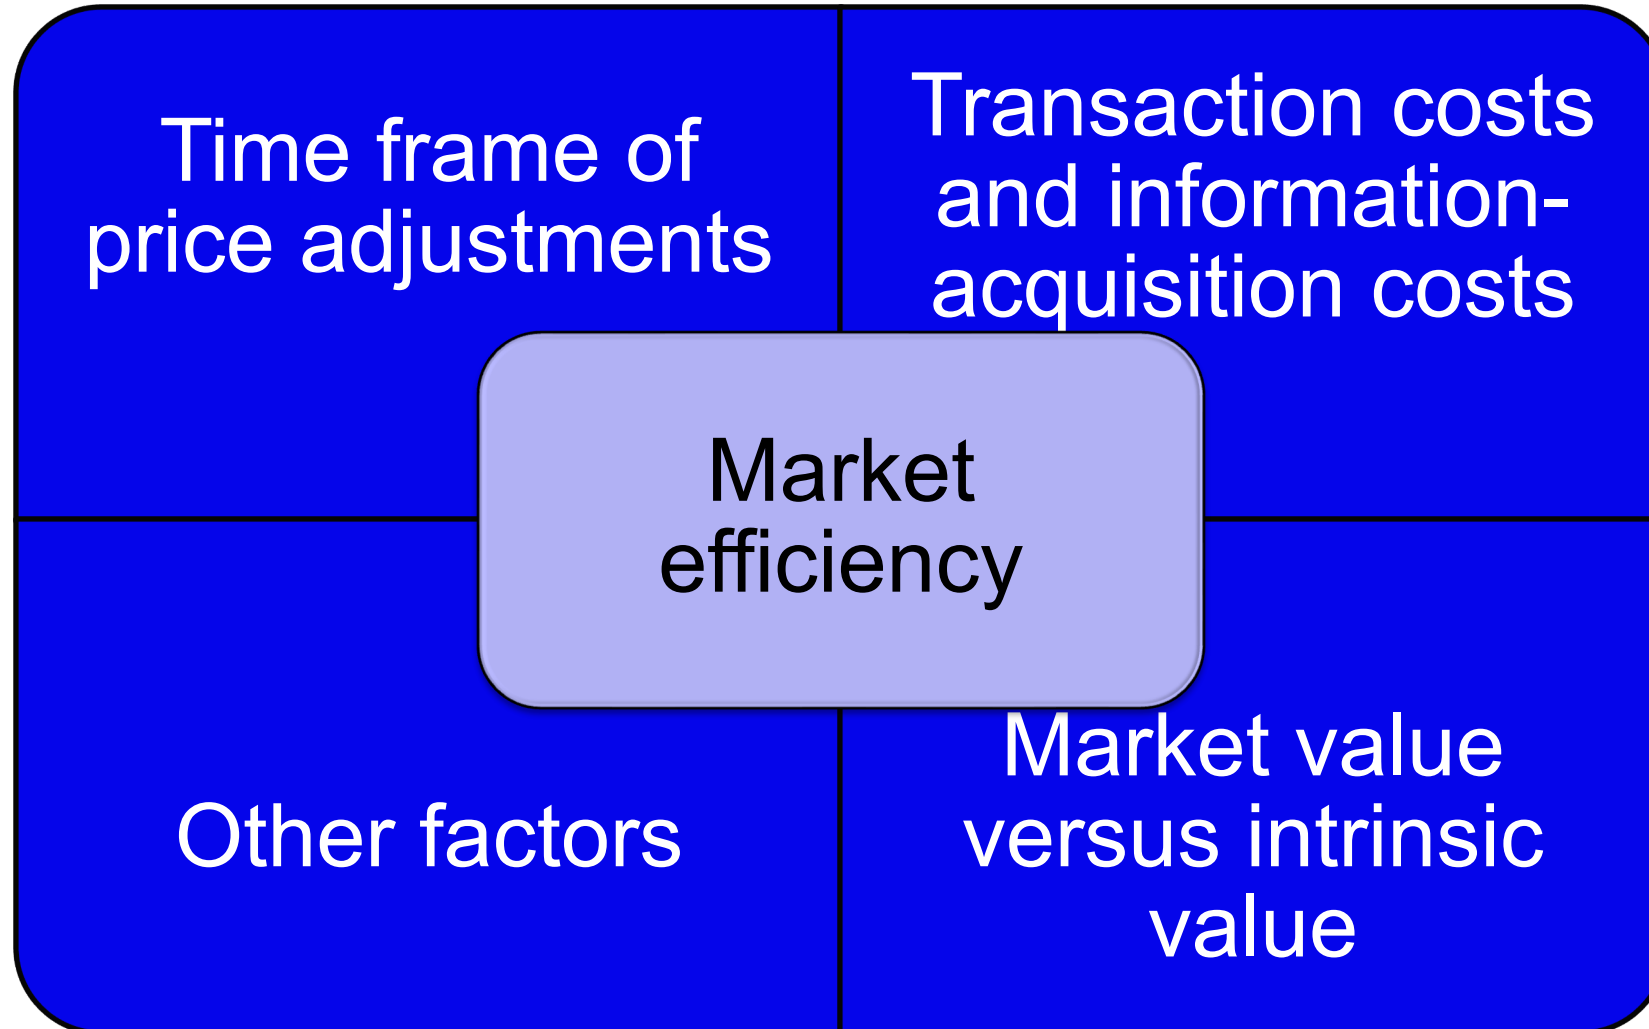 Time frame of
price adjustments
Transaction costs
and information-
acquisition costs
Market
efficiency
Other factors
Market value
versus intrinsic
value